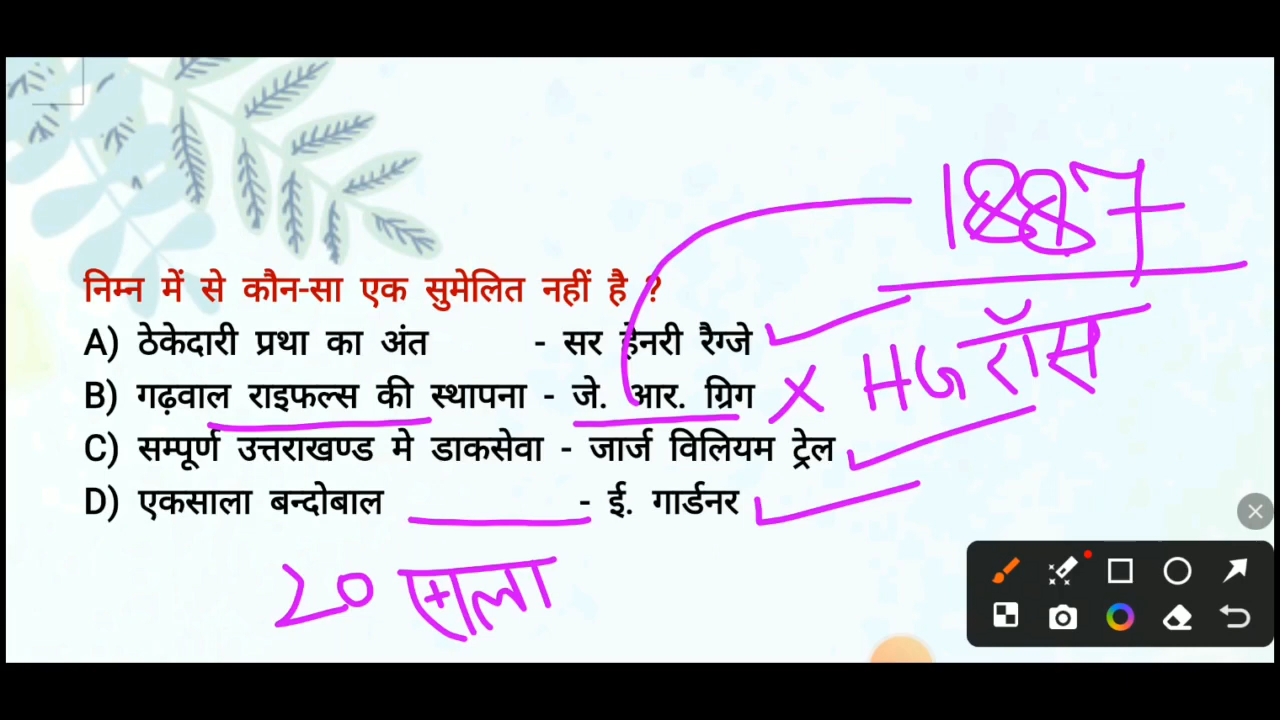 1887
निम्न में से कौन-सा एक सुमेलित नहीं है ?
A) ठेकेदारी प्रथा का अंत - सर हेनरी रैग्जे
B) गढ़वाल राइफल्स की स्थापना - जे. आर. ग्रिग X HG रॉस
C) सम्पूर्ण उत्तराखण्ड मे डाकसेवा - जार्ज विलियम ट्रेल
D) एकसाला बन्दोबाल - ई. गार्डनर
20 साला